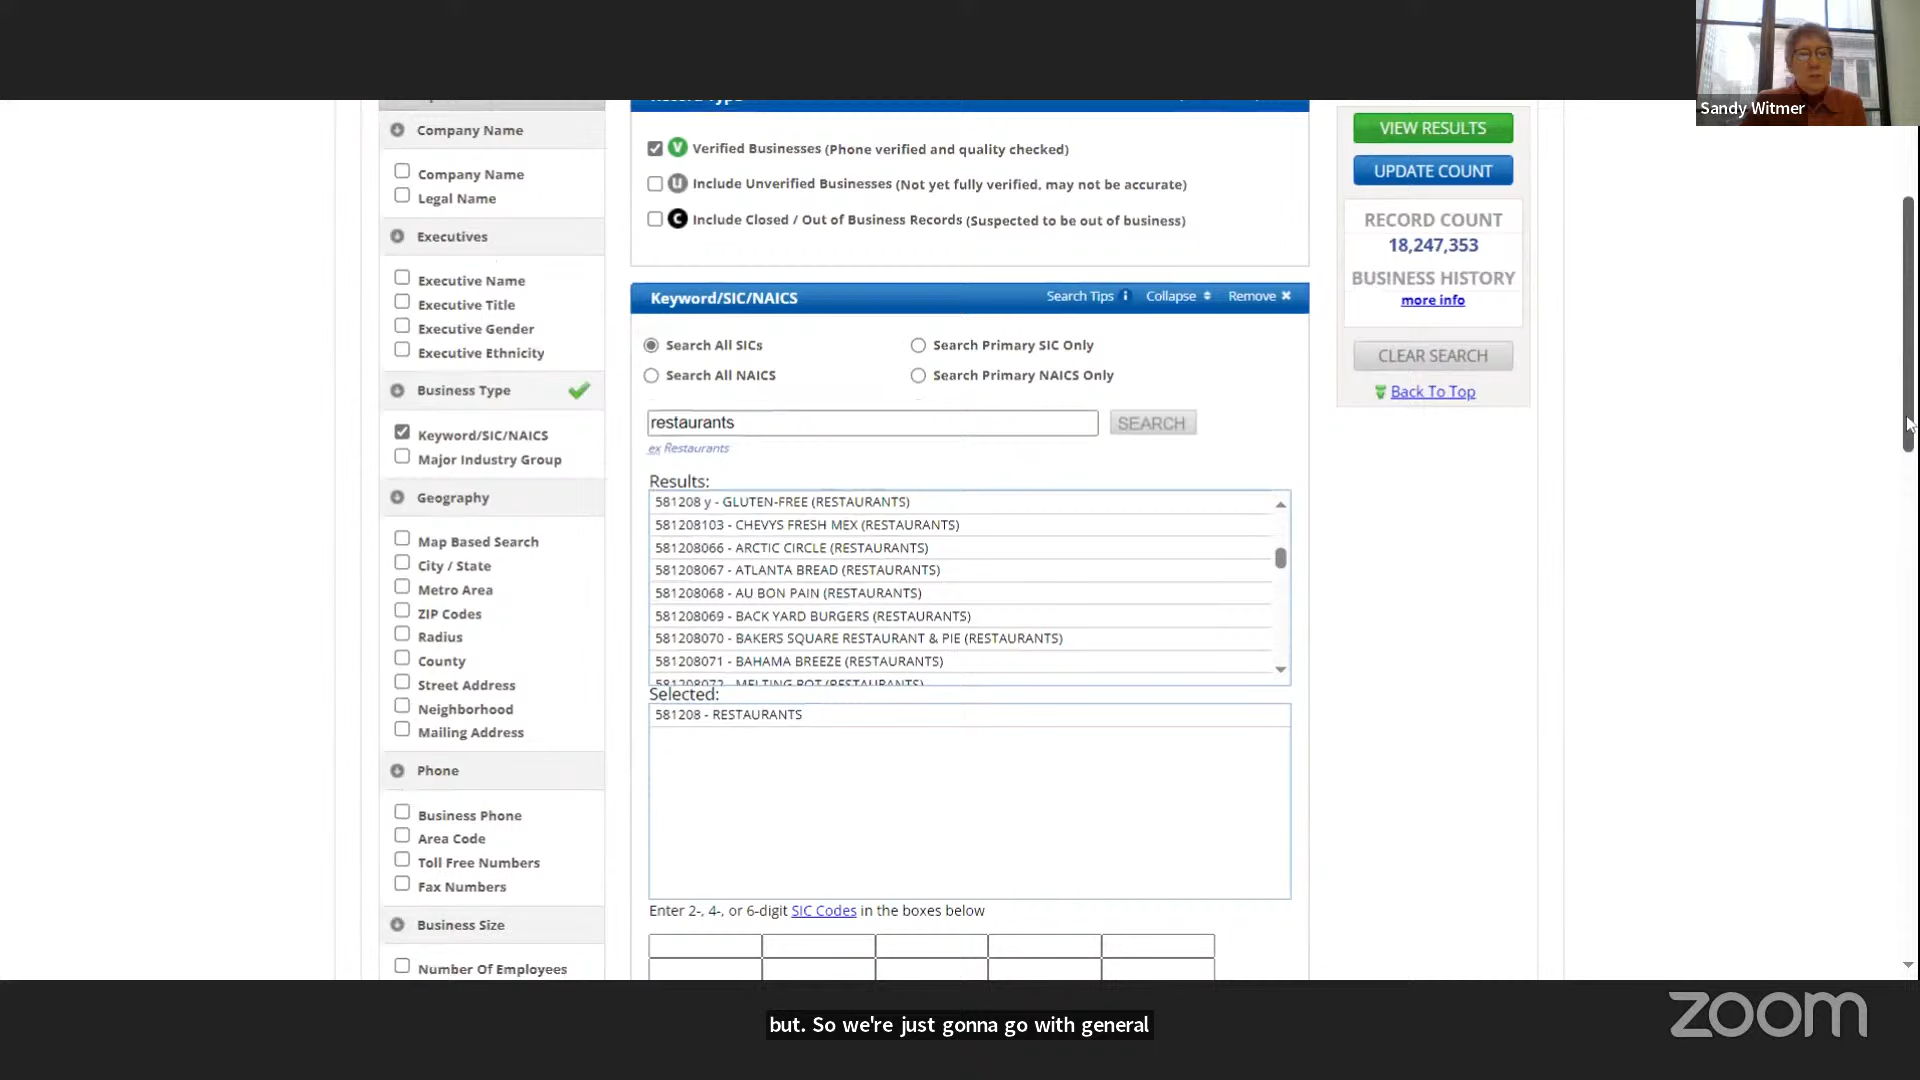 Sandy Witmer
Company Name
Company Name
Legal Name
Executives
Executive Name
Executive Title
Executive Gender
Executive Ethnicity
Business Type
Keyword/SIC/NAICS
Major Industry Group
Geography
Map Based Search
City / State
Metro Area
ZIP Codes
Radius
County
Street Address
Neighborhood
Mailing Address
Phone
Business Phone
Area Code
Toll Free Numbers
Fax Numbers
Business Size
Number Of Employees
V Verified Businesses (Phone verified and quality checked)
U Include Unverified Businesses (Not yet fully verified, may not be accurate)
C Include Closed / Out of Business Records (Suspected to be out of business)
Keyword/SIC/NAICS Search Tips i Collapse Remove
Search All SICs Search Primary SIC Only
Search All NAICS Search Primary NAICS Only
restaurants SEARCH
ex Restaurants
Results:
581208 y - GLUTEN-FREE (RESTAURANTS)
581208103 - CHEVYS FRESH MEX (RESTAURANTS)
581208066 - ARCTIC CIRCLE (RESTAURANTS)
581208067 - ATLANTA BREAD (RESTAURANTS)
581208068 - AU BON PAIN (RESTAURANTS)
581208069 - BACK YARD BURGERS (RESTAURANTS)
581208070 - BAKERS SQUARE RESTAURANT & PIE (RESTAURANTS)
581208071 - BAHAMA BREEZE (RESTAURANTS)
581208072 - MELTING POT (RESTAURANTS)
Selected:
581208 - RESTAURANTS
Enter 2-, 4-, or 6-digit SIC Codes in the boxes below
VIEW RESULTS
UPDATE COUNT
RECORD COUNT
18,247,353
BUSINESS HISTORY
more info
CLEAR SEARCH
Back To Top
but. So we're just gonna go with general
zoom